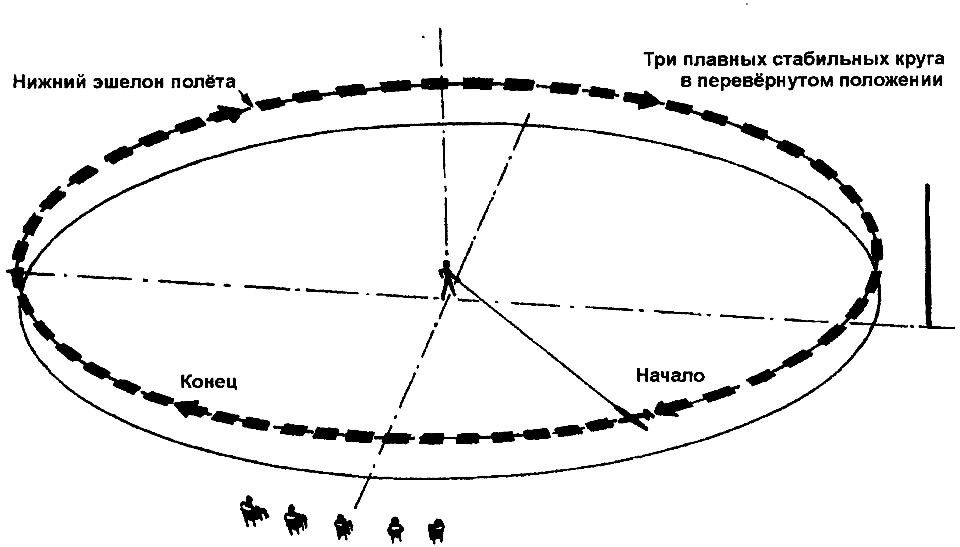 Нижний эшелон полёта
Три плавных стабильных круга
в перевёрнутом положении
Конец
Начало